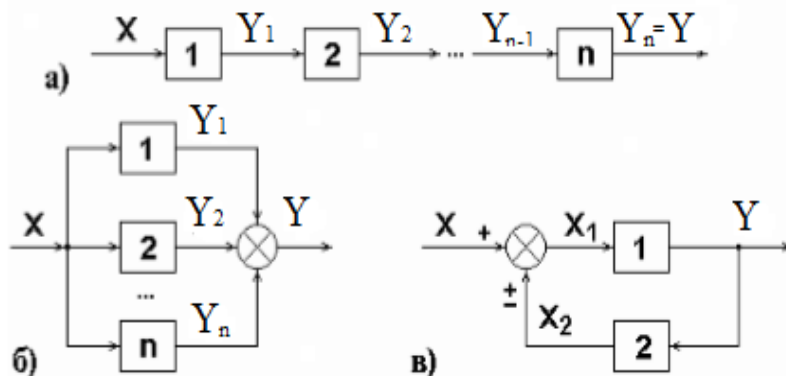 X 1 Y1 2 Y2 ... Yn-1 n Yn=Y
а)
1 Y1
X 2 Y2 Y
...
n Yn
б)
X + X1 1 Y
±
X2 2
в)